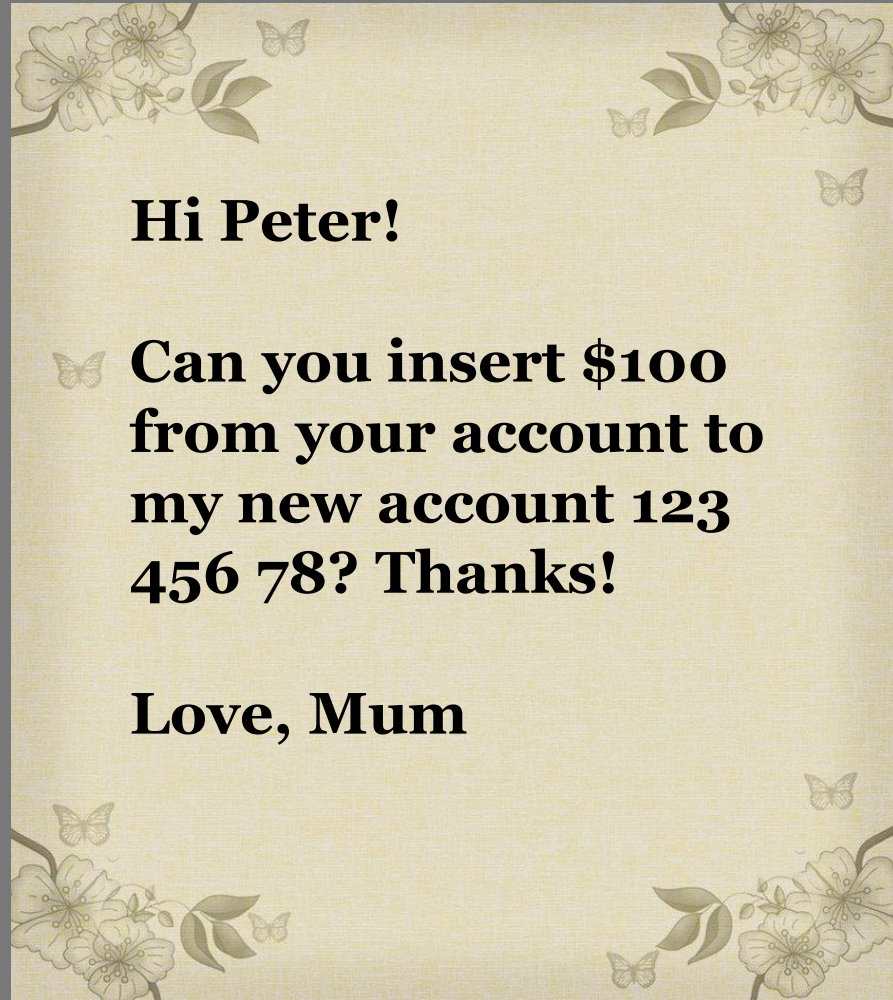 Hi Peter!
Can you insert $100
from your account to
my new account 123
456 78? Thanks!
Love, Mum